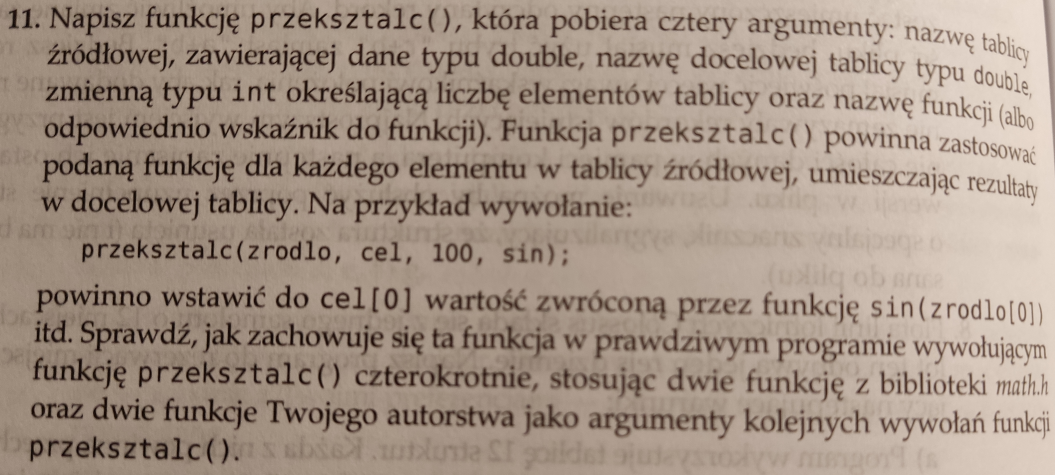 11. Napisz funkcję przeksztalc(), która pobiera cztery argumenty: nazwę tablicy
źródłowej, zawierającej dane typu double, nazwę docelowej tablicy typu double,
zmienną typu int określającą liczbę elementów tablicy oraz nazwę funkcji (albo
odpowiednio wskaźnik do funkcji). Funkcja przeksztalc() powinna zastosować
podaną funkcję dla każdego elementu w tablicy źródłowej, umieszczając rezultaty
w docelowej tablicy. Na przykład wywołanie:
przeksztalc(zrodlo, cel, 100, sin);
powinno wstawić do cel[0] wartość zwróconą przez funkcję sin(zrodlo[0])
itd. Sprawdź, jak zachowuje się ta funkcja w prawdziwym programie wywołującym
funkcję przeksztalc() czterokrotnie, stosując dwie funkcję z biblioteki math.h
oraz dwie funkcje Twojego autorstwa jako argumenty kolejnych wywołań funkcji
przeksztalc().